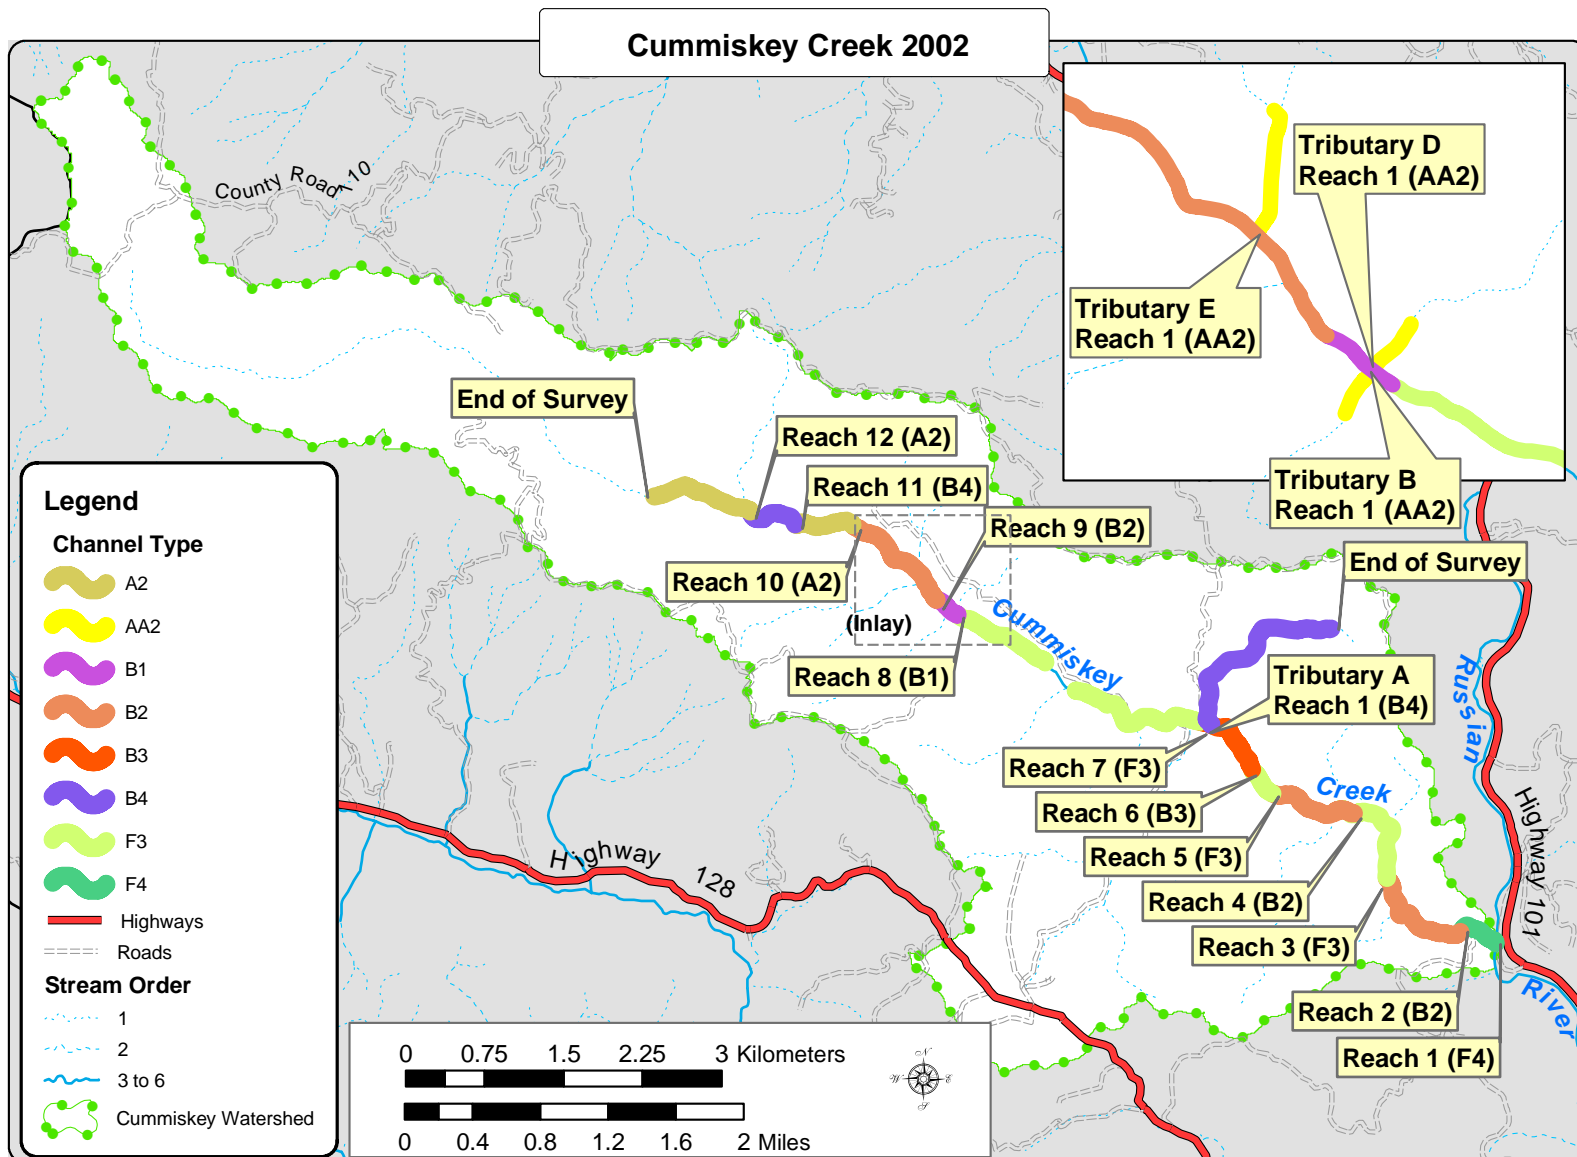 Cummiskey Creek 2002
County Road 10
Tributary D
Reach 1 (AA2)
Tributary E
Reach 1 (AA2)
Tributary B
Reach 1 (AA2)
End of Survey
Reach 12 (A2)
Reach 11 (B4)
Reach 9 (B2)
Reach 10 (A2)
(Inlay)
Reach 8 (B1)
Cummiskey
Creek
End of Survey
Tributary A
Reach 1 (B4)
Reach 7 (F3)
Reach 6 (B3)
Reach 5 (F3)
Reach 4 (B2)
Reach 3 (F3)
Reach 2 (B2)
Reach 1 (F4)
Russian
River
Highway 101
Highway 128
Legend
Channel Type
A2
AA2
B1
B2
B3
B4
F3
F4
Highways
Roads
Stream Order
1
2
3 to 6
Cummiskey Watershed
0 0.75 1.5 2.25 3 Kilometers
0 0.4 0.8 1.2 1.6 2 Miles
N
W E
S